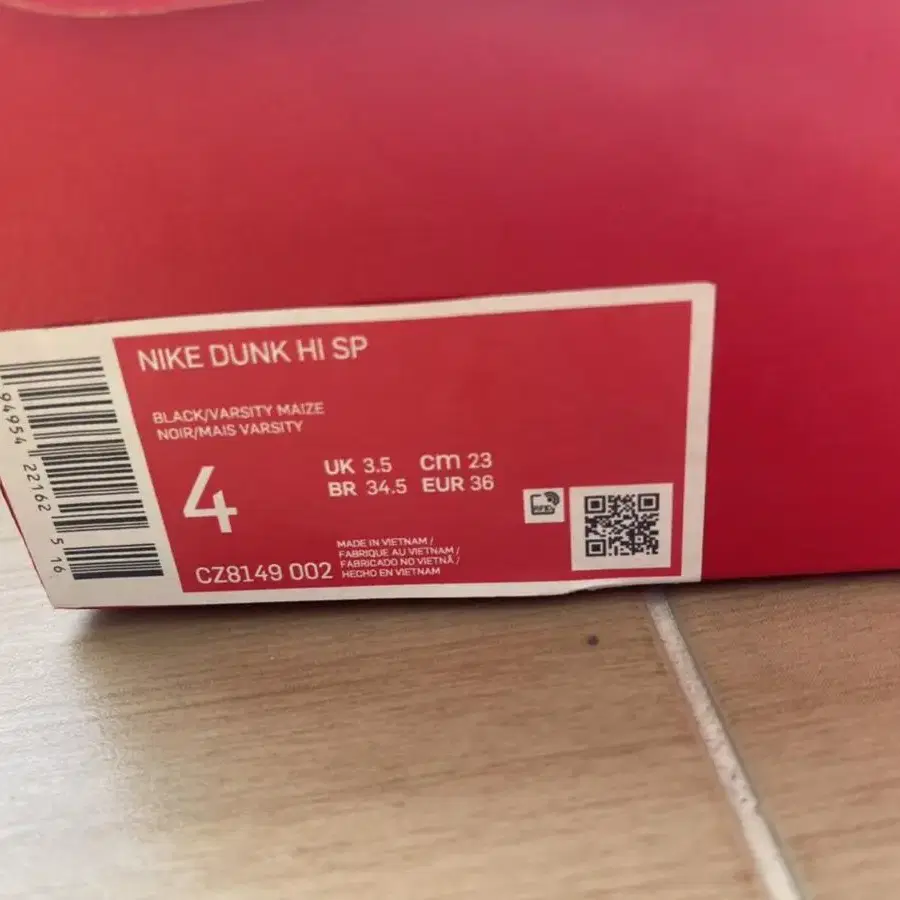 NIKE DUNK HI SP
BLACK/VARSITY MAIZE
NOIR/MAIS VARSITY
4
UK 3.5 cm 23
BR 34.5 EUR 36
MADE IN VIETNAM /
FABRIQUE AU VIETNAM /
FABRICADO NO VIETNÃ /
HECHO EN VIETNAM
CZ8149 002
94954 22162 5 16